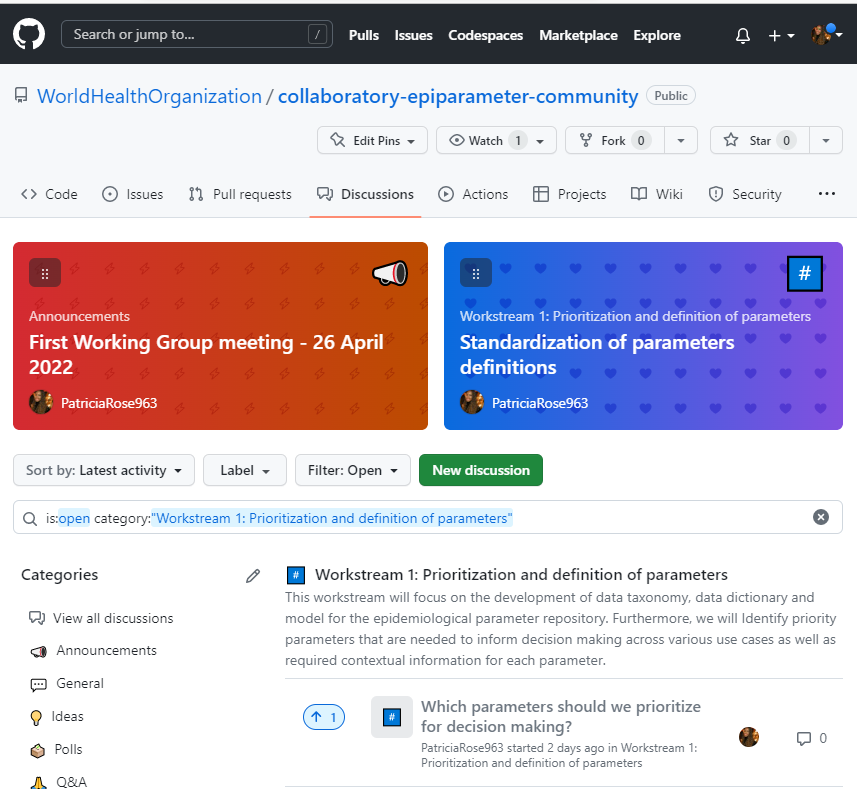 Search or jump to... / Pulls Issues Codespaces Marketplace Explore
WorldHealthOrganization / collaboratory-epiparameter-community Public
Edit Pins Watch 1 Fork 0 Star 0
Code Issues Pull requests Discussions Actions Projects Wiki Security ...
Announcements
First Working Group meeting - 26 April
2022
PatriciaRose963
#
Workstream 1: Prioritization and definition of parameters
Standardization of parameters
definitions
PatriciaRose963
Sort by: Latest activity Label Filter: Open New discussion
is:open category:"Workstream 1: Prioritization and definition of parameters"
Categories
View all discussions
Announcements
General
Ideas
Polls
Q&A
# Workstream 1: Prioritization and definition of parameters
This workstream will focus on the development of data taxonomy, data dictionary and
model for the epidemiological parameter repository. Furthermore, we will Identify priority
parameters that are needed to inform decision making across various use cases as well as
required contextual information for each parameter.
1 # Which parameters should we prioritize
for decision making?
PatriciaRose963 started 2 days ago in Workstream 1:
Prioritization and definition of parameters
0